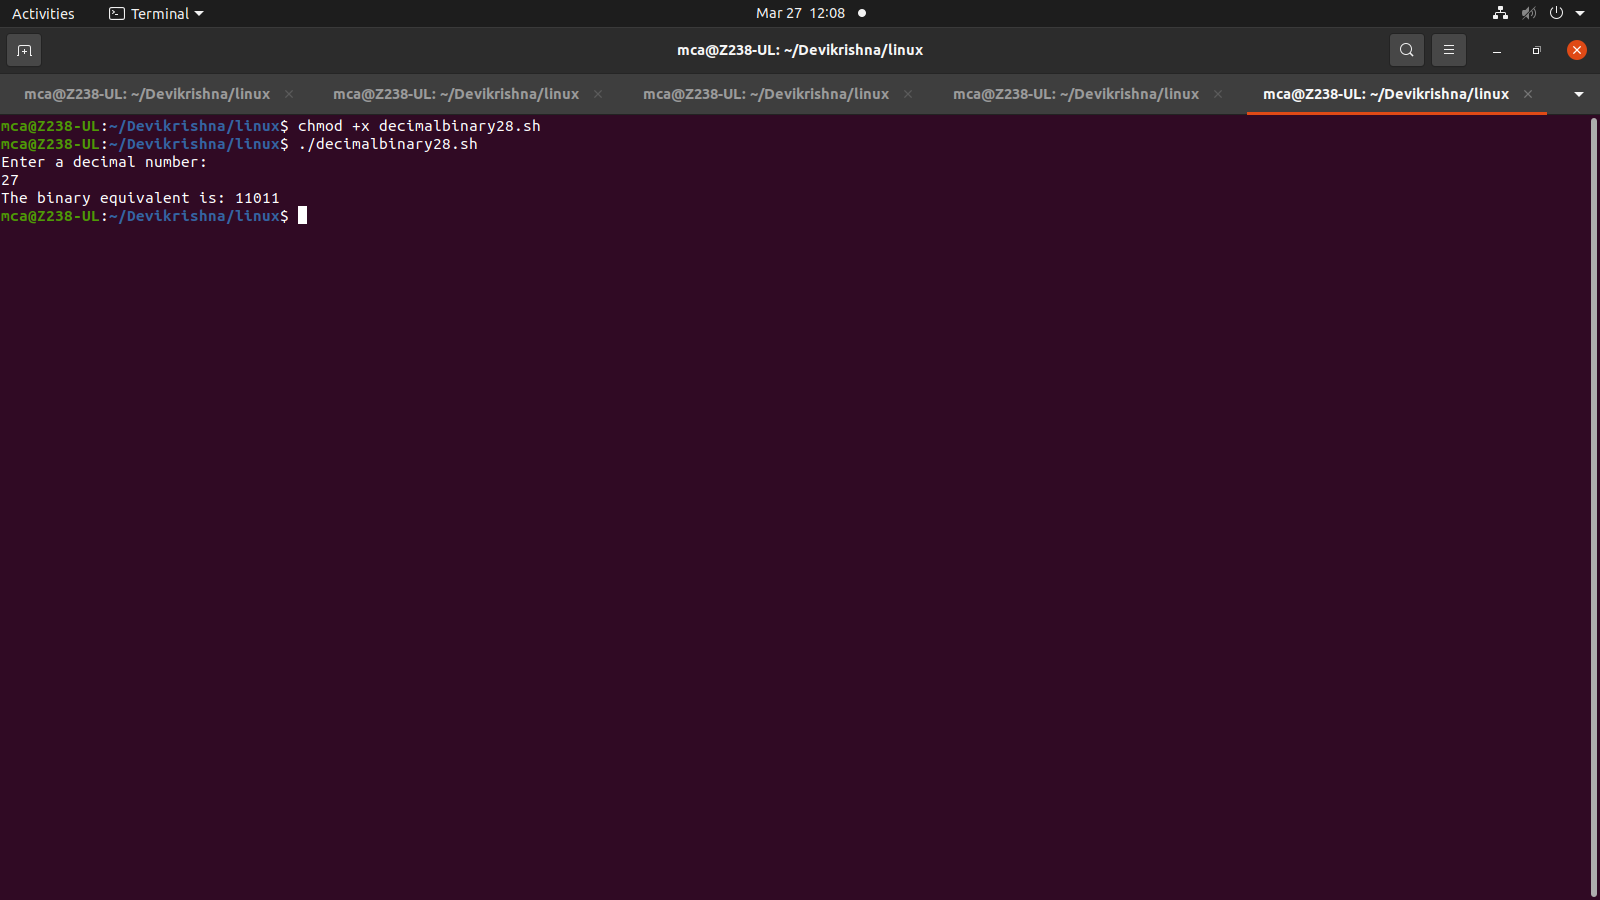 Activities Terminal Mar 27 12:08
mca@Z238-UL: ~/Devikrishna/linux
mca@Z238-UL: ~/Devikrishna/linux mca@Z238-UL: ~/Devikrishna/linux mca@Z238-UL: ~/Devikrishna/linux mca@Z238-UL: ~/Devikrishna/linux mca@Z238-UL: ~/Devikrishna/linux
mca@Z238-UL:~/Devikrishna/linux$ chmod +x decimalbinary28.sh
mca@Z238-UL:~/Devikrishna/linux$ ./decimalbinary28.sh
Enter a decimal number:
27
The binary equivalent is: 11011
mca@Z238-UL:~/Devikrishna/linux$